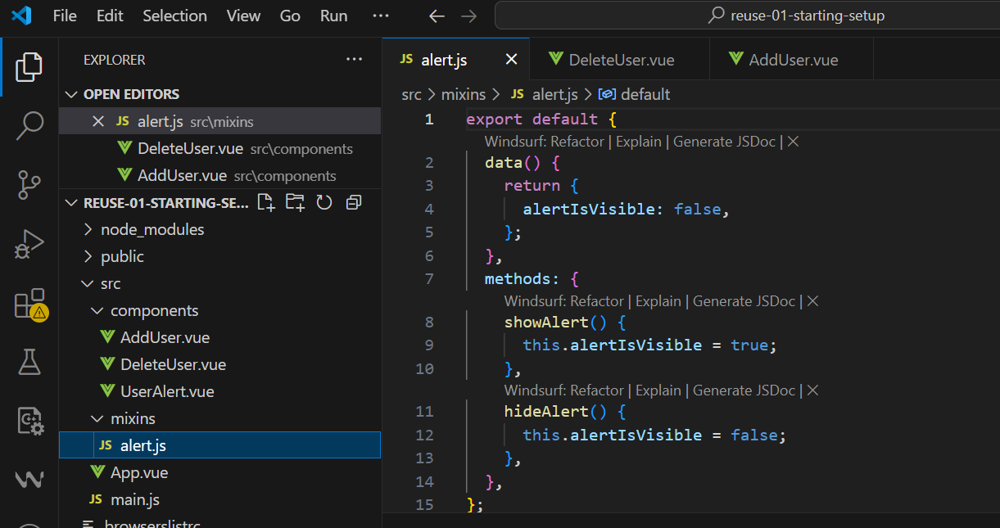 File Edit Selection View Go Run ··· reuse-01-starting-setup
EXPLORER ···
OPEN EDITORS
JS alert.js src\mixins
DeleteUser.vue src\components
AddUser.vue src\components
REUSE-01-STARTING-SE...
node_modules
public
src
components
AddUser.vue
DeleteUser.vue
UserAlert.vue
mixins
JS alert.js
App.vue
JS main.js
browserslistrc
JS alert.js DeleteUser.vue AddUser.vue
src > mixins > JS alert.js > default
1 export default {
Windsurf: Refactor | Explain | Generate JSDoc | ×
2 data() {
3 return {
4 alertIsVisible: false,
5 };
6 },
7 methods: {
Windsurf: Refactor | Explain | Generate JSDoc | ×
8 showAlert() {
9 this.alertIsVisible = true;
10 },
Windsurf: Refactor | Explain | Generate JSDoc | ×
11 hideAlert() {
12 this.alertIsVisible = false;
13 },
14 },
15 };